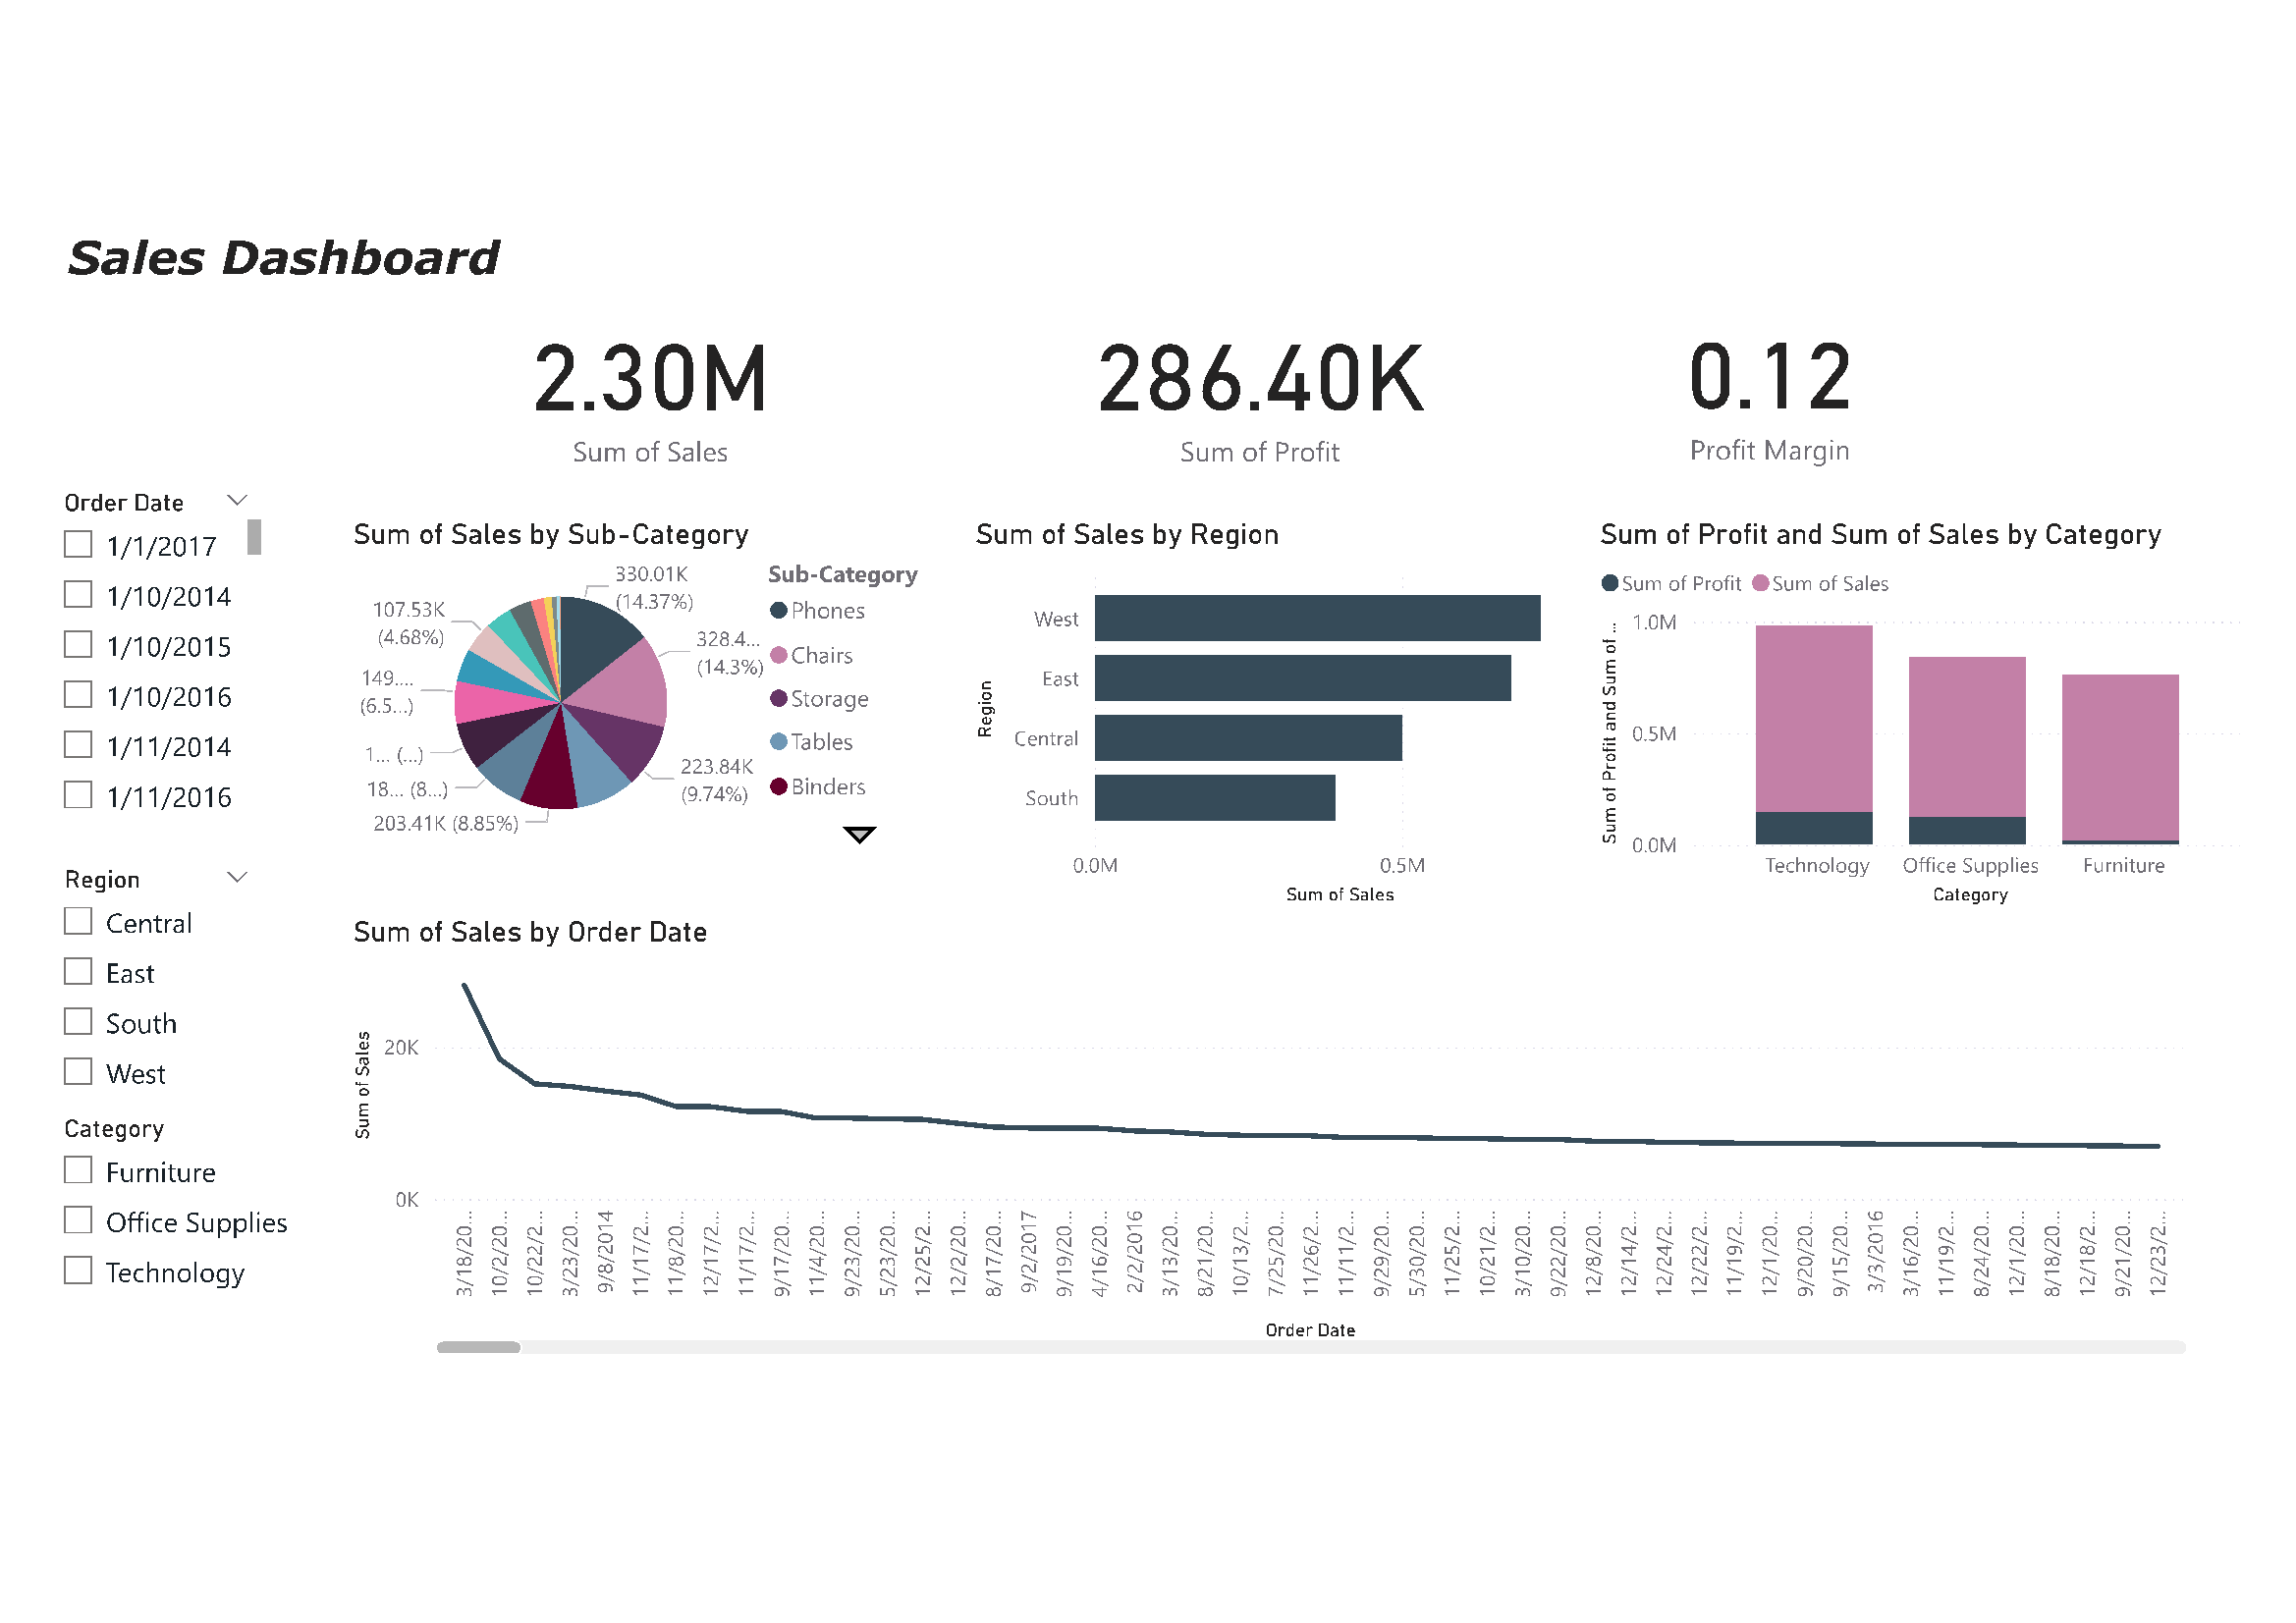 Sales Dashboard
2.30M
Sum of Sales
286.40K
Sum of Profit
0.12
Profit Margin
Order Date
1/1/2017
1/10/2014
1/10/2015
1/10/2016
1/11/2014
1/11/2016
Region
Central
East
South
West
Category
Furniture
Office Supplies
Technology
Sum of Sales by Sub-Category
330.01K
(14.37%)
328.4...
(14.3%)
223.84K
(9.74%)
203.41K (8.85%)
18... (8...)
1... (...)
149....
(6.5...)
107.53K
(4.68%)
Sub-Category
Phones
Chairs
Storage
Tables
Binders
Sum of Sales by Region
Region
West
East
Central
South
0.0M 0.5M
Sum of Sales
Sum of Profit and Sum of Sales by Category
Sum of Profit Sum of Sales
Sum of Profit and Sum of ...
1.0M
0.5M
0.0M
Technology Office Supplies Furniture
Category
Sum of Sales by Order Date
Sum of Sales
20K
0K
3/18/20...
10/2/20...
10/22/2...
3/23/20...
9/8/2014
11/17/2...
11/8/20...
12/17/2...
11/17/2...
9/17/20...
11/4/20...
9/23/20...
5/23/20...
12/25/2...
12/2/20...
8/17/20...
9/2/2017
9/19/20...
4/16/20...
2/2/2016
3/13/20...
8/21/20...
10/13/2...
7/25/20...
11/26/2...
11/11/2...
9/29/20...
5/30/20...
11/25/2...
10/21/2...
3/10/20...
9/22/20...
12/8/20...
12/14/2...
12/24/2...
12/22/2...
11/19/2...
12/1/20...
9/20/20...
9/15/20...
3/3/2016
3/16/20...
11/19/2...
8/24/20...
12/1/20...
8/18/20...
12/18/2...
9/21/20...
12/23/2...
Order Date